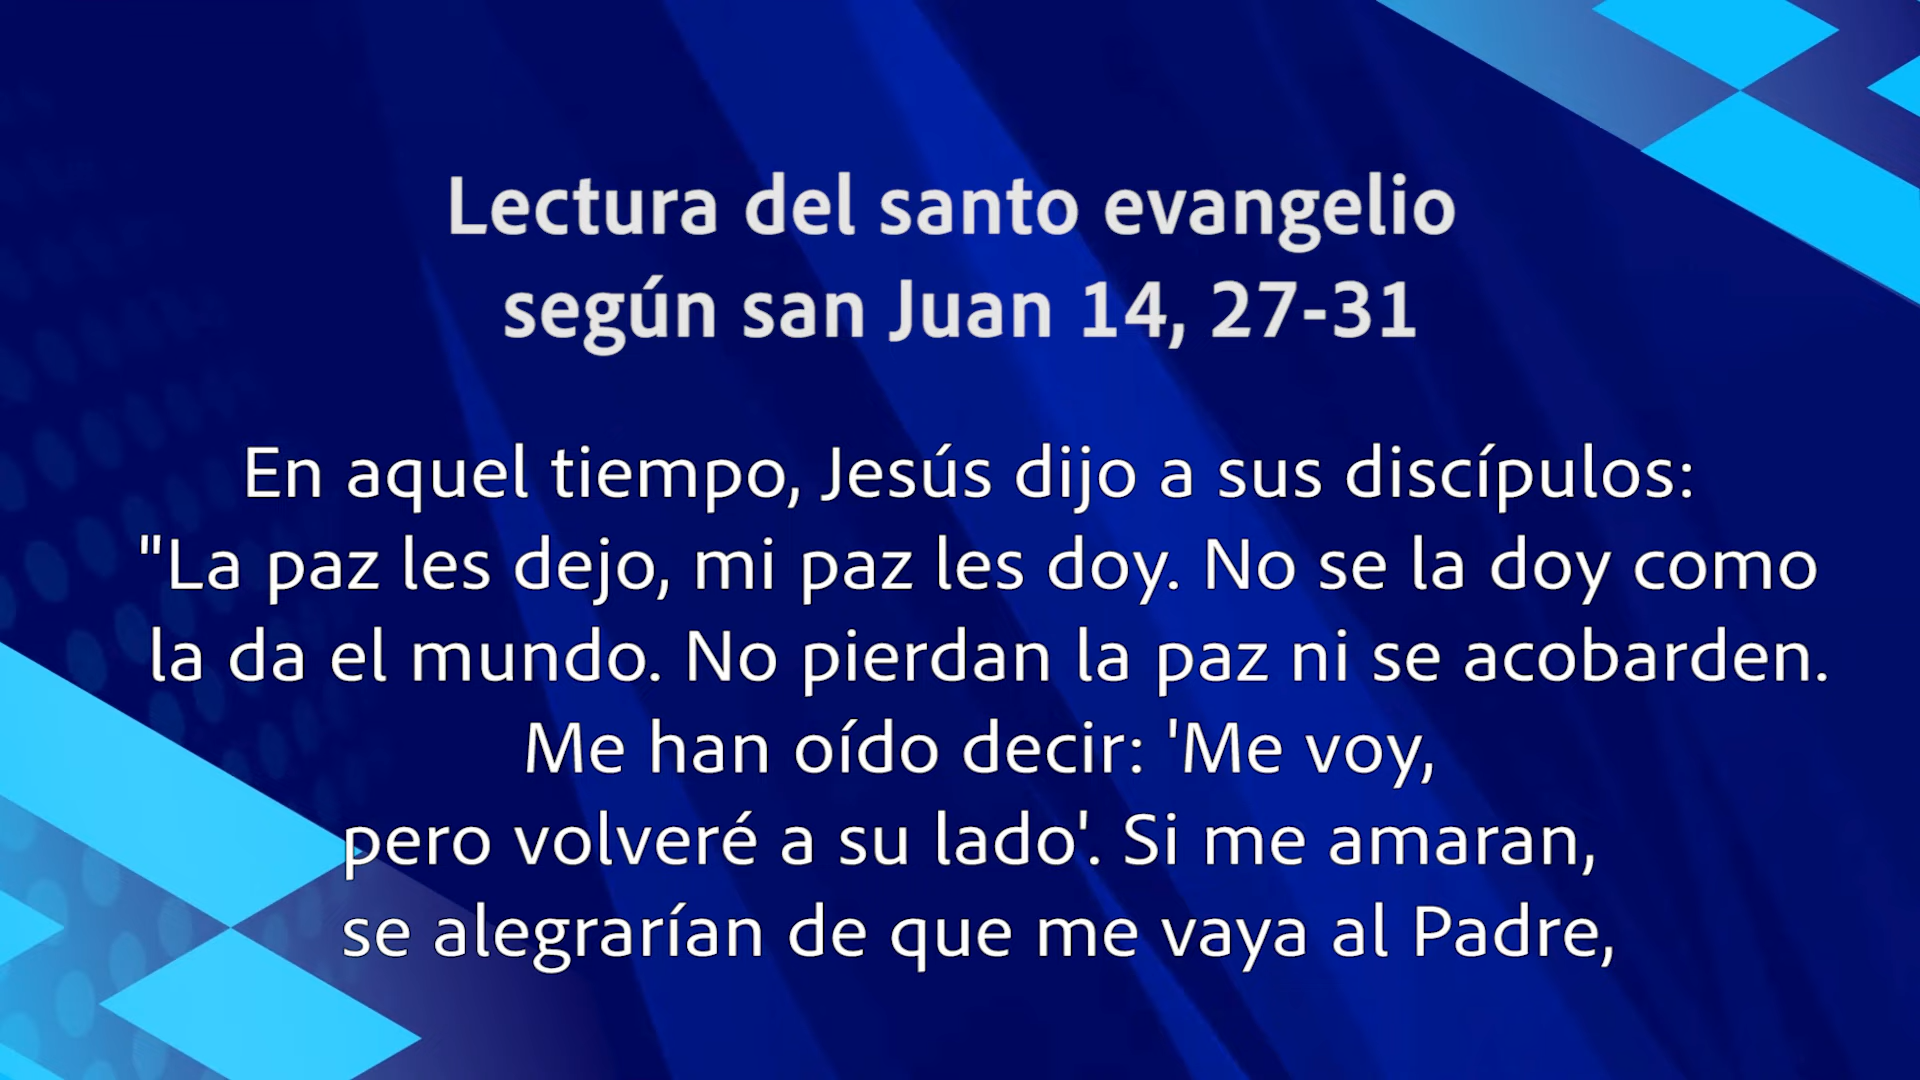 Lectura del santo evangelio
según san Juan 14, 27-31
En aquel tiempo, Jesús dijo a sus discípulos:
"La paz les dejo, mi paz les doy. No se la doy como
la da el mundo. No pierdan la paz ni se acobarden.
Me han oído decir: 'Me voy,
pero volveré a su lado'. Si me amaran,
se alegrarían de que me vaya al Padre,